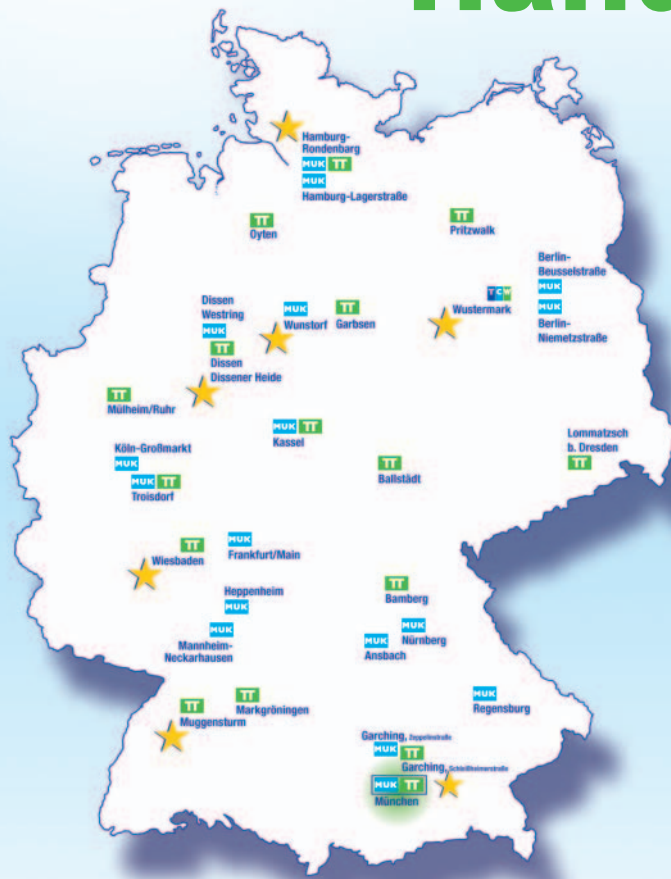 Hamburg-
Rondenbarg
MUK TT
MUK
Hamburg-Lagerstraße
TT
Oyten
TT
Pritzwalk
Berlin-
Beusselstraße
MUK
MUK
Berlin-
Niemetzstraße
TCW
Wustermark
Dissen
Westring
MUK
TT
Dissen
Dissener Heide
MUK
Wunstorf
TT
Garbsen
TT
Mülheim/Ruhr
MUK TT
Kassel
Lommatzsch
b. Dresden
TT
Köln-Großmarkt
MUK
MUK TT
Troisdorf
TT
Ballstädt
TT
Wiesbaden
MUK
Frankfurt/Main
Heppenheim
MUK
MUK
Mannheim-
Neckarhausen
TT
Bamberg
MUK
Nürnberg
MUK
Ansbach
MUK
Regensburg
TT
Muggensturm
TT
Markgröningen
Garching, Zeppelinstraße
MUK TT
Garching, Schleißheimerstraße
MUK TT
München